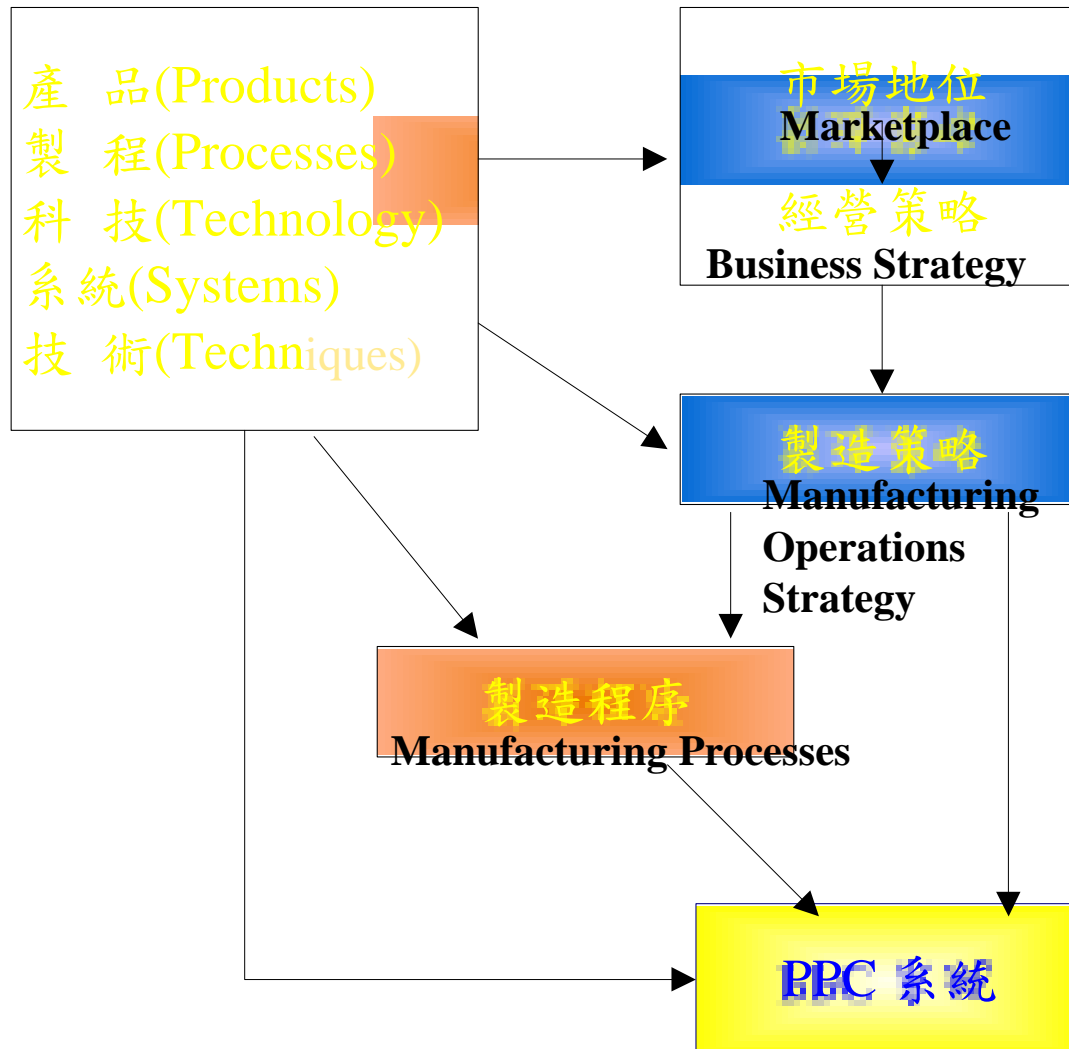 產 品(Products)
製 程(Processes)
科 技(Technology)
系統(Systems)
技 術(Techniques)
市場地位
Marketplace
經營策略
Business Strategy
製造策略
Manufacturing
Operations
Strategy
製造程序
Manufacturing Processes
PPC 系統